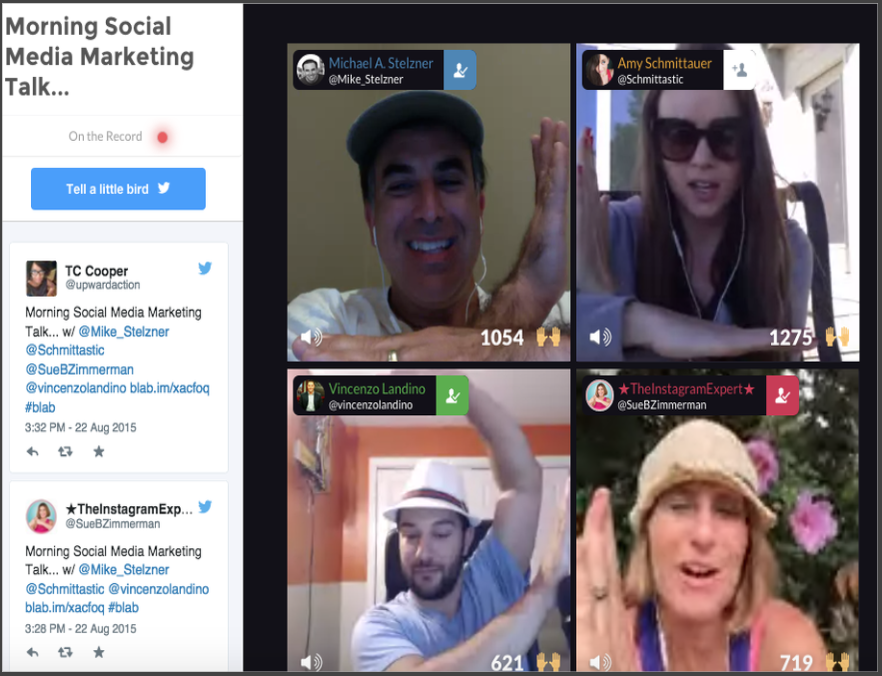 Morning Social
Media Marketing
Talk...
On the Record
Tell a little bird
TC Cooper
@upwardaction
Morning Social Media Marketing
Talk... w/ @Mike_Stelzner
@Schmittastic
@SueBZimmerman
@vincenzolandino blab.im/xacfoq
#blab
3:32 PM - 22 Aug 2015
★TheInstagramExp...
@SueBZimmerman
Morning Social Media Marketing
Talk... w/ @Mike_Stelzner
@Schmittastic @vincenzolandino
blab.im/xacfoq #blab
3:28 PM - 22 Aug 2015
Michael A. Stelzner
@Mike_Stelzner
1054
Amy Schmittauer
@Schmittastic
1275
Vincenzo Landino
@vincenzolandino
621
★TheInstagramExpert★
@SueBZimmerman
719